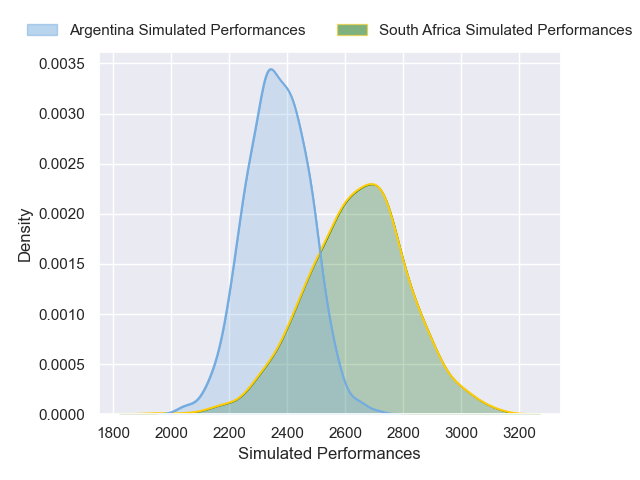 Argentina Simulated Performances
South Africa Simulated Performances
0.0035
0.0030
0.0025
0.0020
0.0015
0.0010
0.0005
0.0000
Density
1800 2000 2200 2400 2600 2800 3000 3200
Simulated Performances